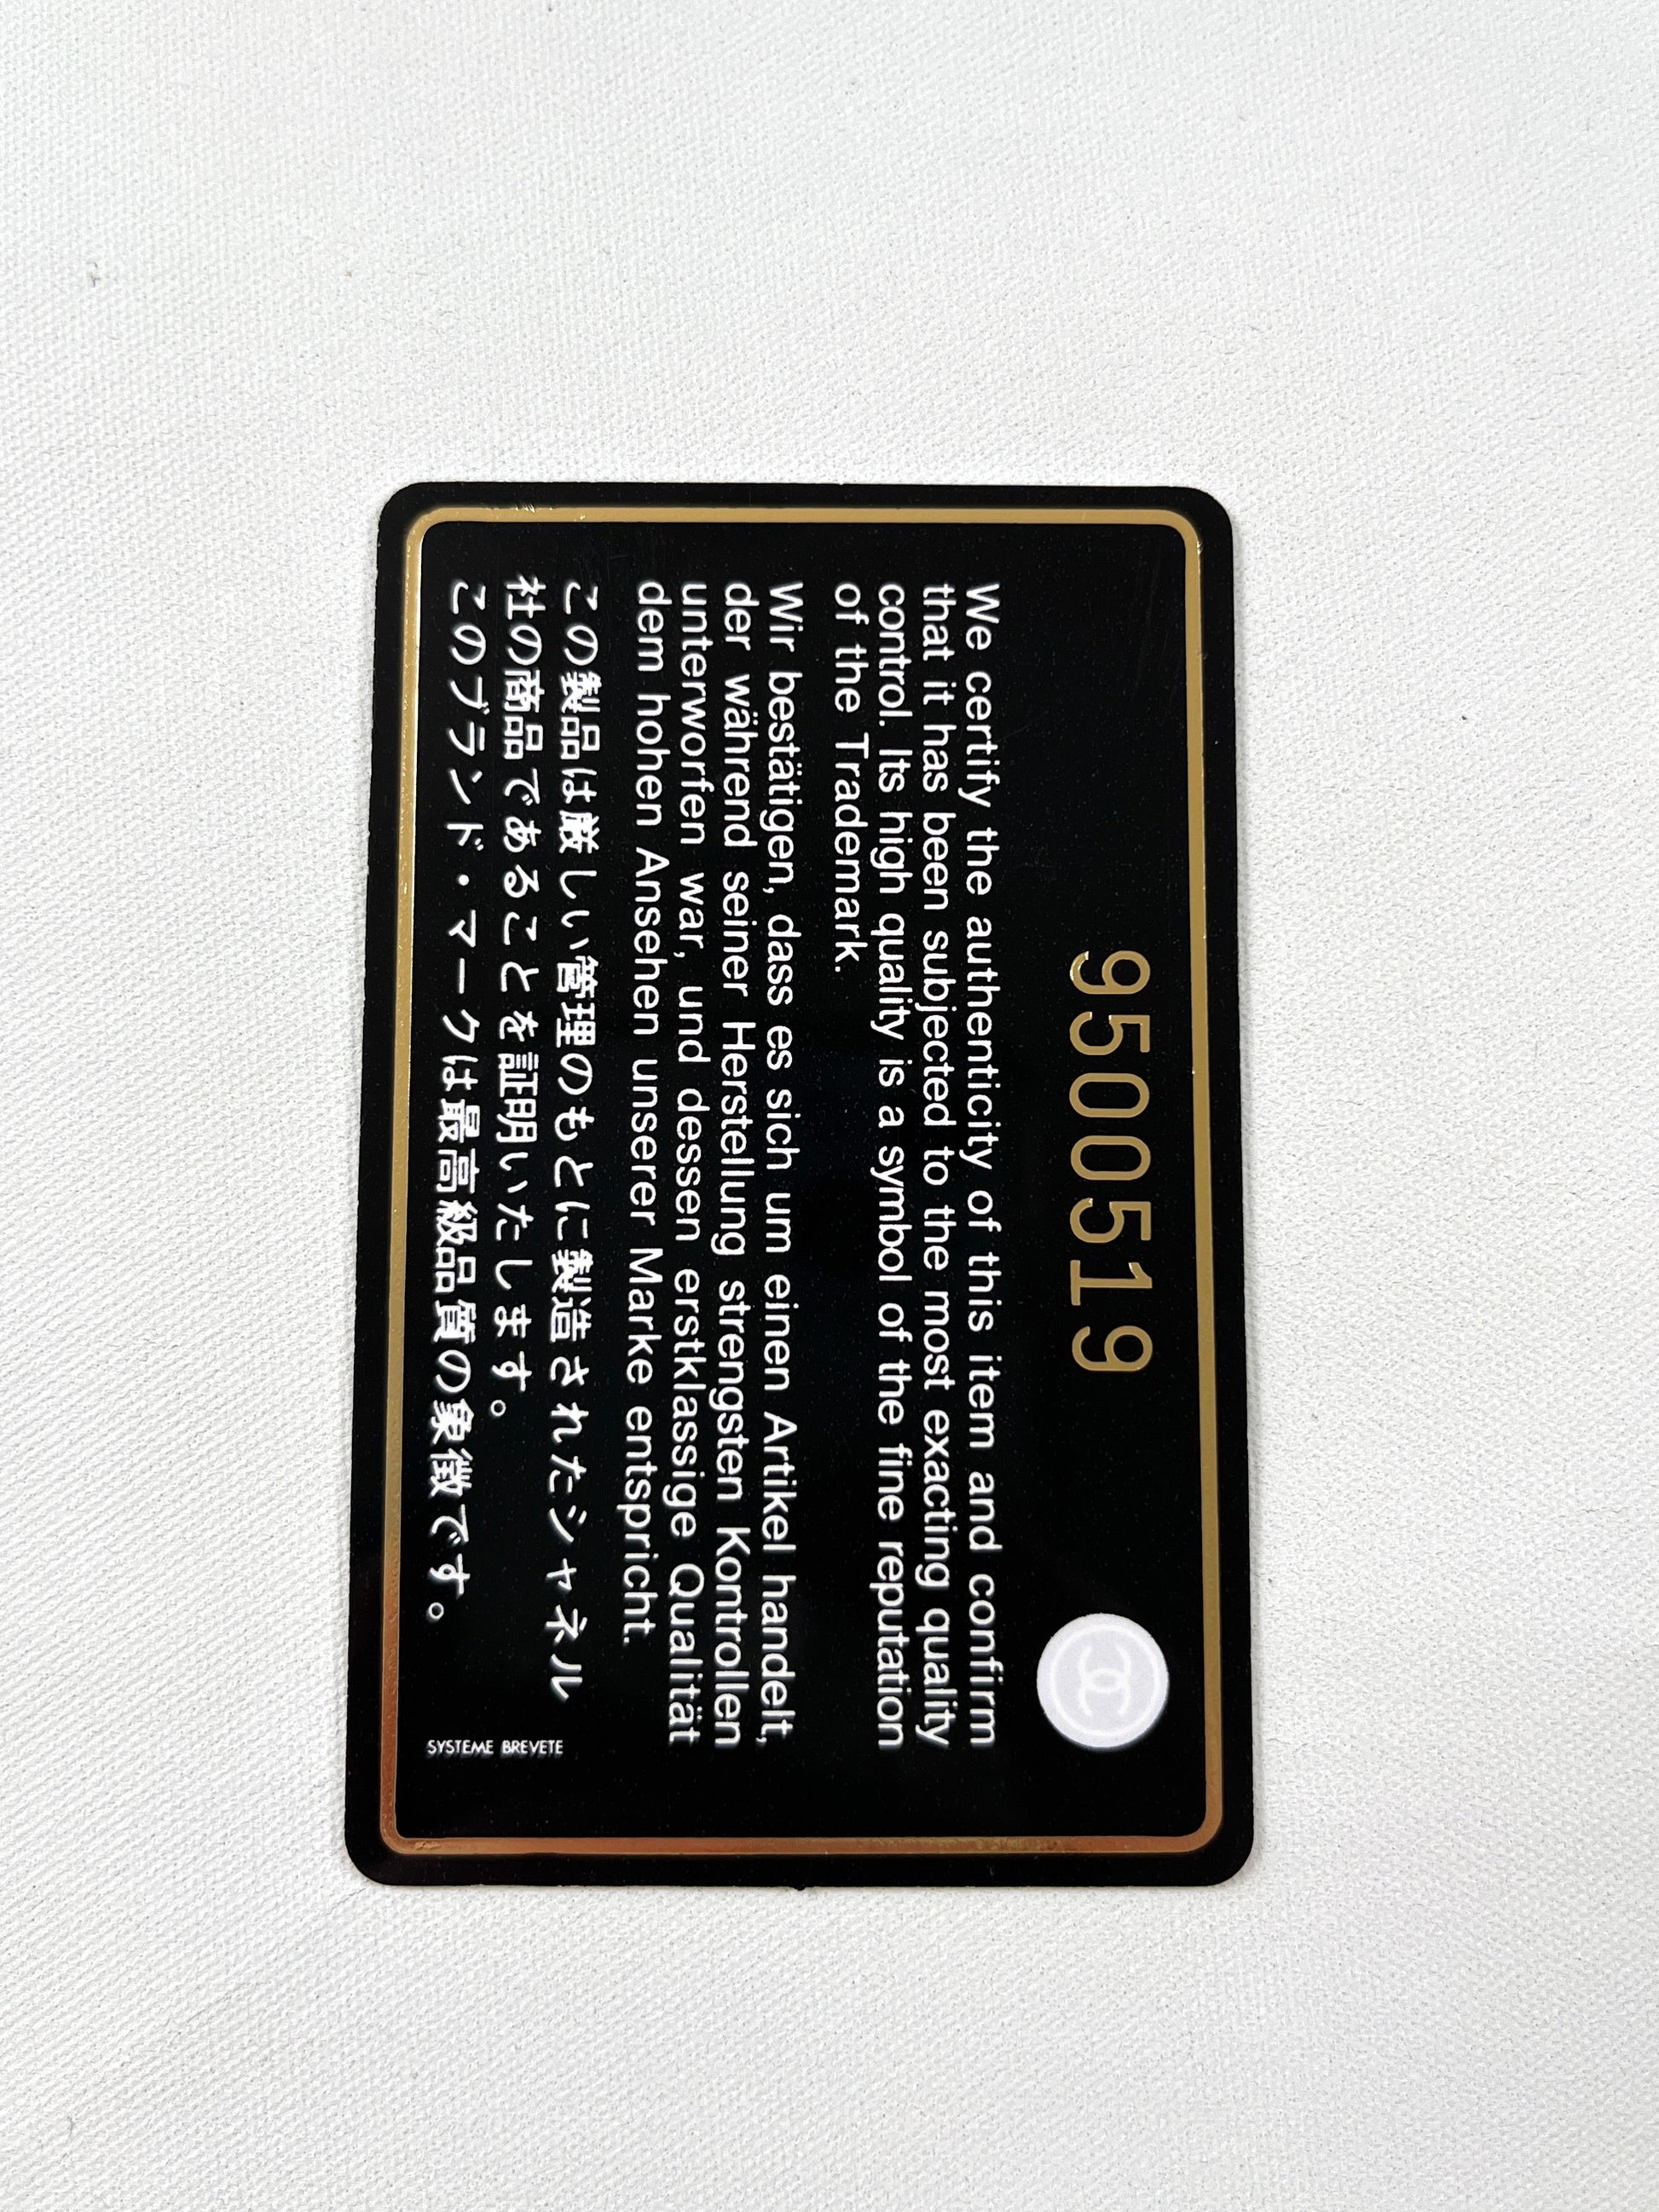 9500519
We certify the authenticity of this item and confirm
that it has been subjected to the most exacting quality
control. Its high quality is a symbol of the fine reputation
of the Trademark.
Wir bestätigen, dass es sich um einen Artikel handelt,
der während seiner Herstellung strengsten Kontrollen
unterworfen war, und dessen erstklassige Qualität
dem hohen Ansehen unserer Marke entspricht.
この製品は厳しい管理のもとに製造されたシャネル
社の商品であることを証明いたします。
このブランド・マークは最高級品質の象徴です。
SYSTEME BREVETE